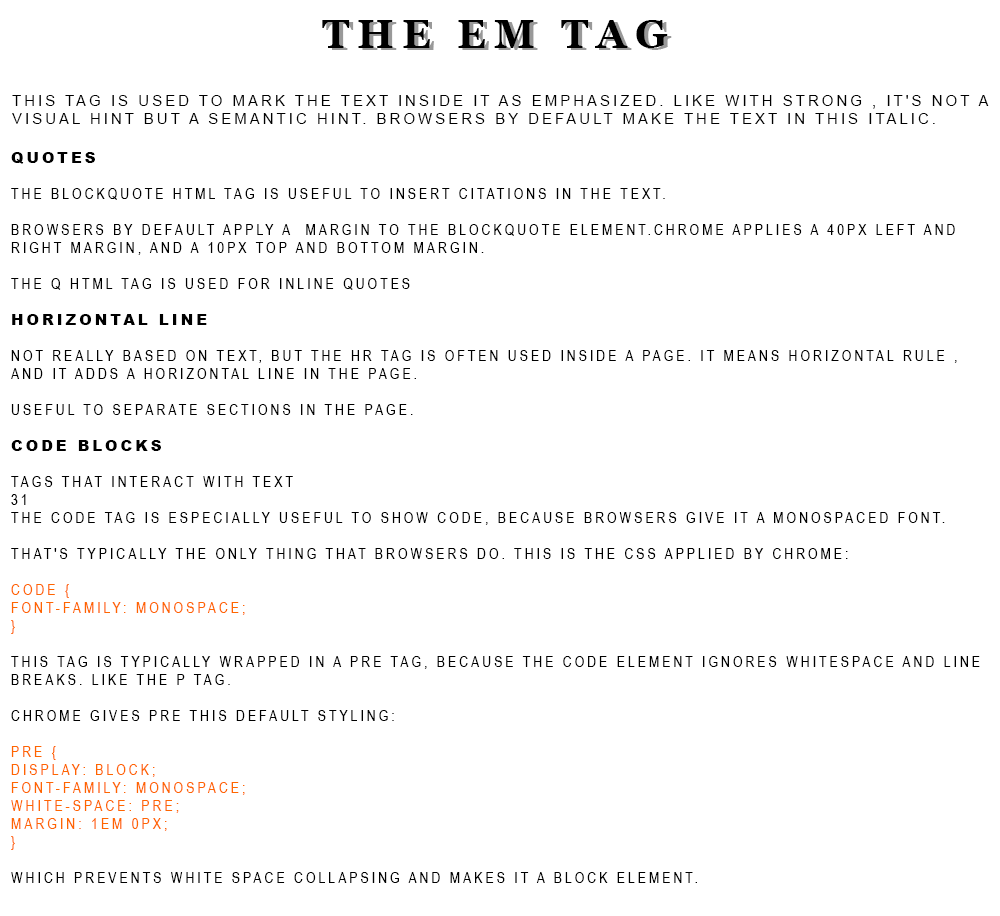 THE EM TAG
THIS TAG IS USED TO MARK THE TEXT INSIDE IT AS EMPHASIZED. LIKE WITH STRONG , IT'S NOT A
VISUAL HINT BUT A SEMANTIC HINT. BROWSERS BY DEFAULT MAKE THE TEXT IN THIS ITALIC.
QUOTES
THE BLOCKQUOTE HTML TAG IS USEFUL TO INSERT CITATIONS IN THE TEXT.
BROWSERS BY DEFAULT APPLY A  MARGIN TO THE BLOCKQUOTE ELEMENT.CHROME APPLIES A 40PX LEFT AND
RIGHT MARGIN, AND A 10PX TOP AND BOTTOM MARGIN.
THE Q HTML TAG IS USED FOR INLINE QUOTES
HORIZONTAL LINE
NOT REALLY BASED ON TEXT, BUT THE HR TAG IS OFTEN USED INSIDE A PAGE. IT MEANS HORIZONTAL RULE ,
AND IT ADDS A HORIZONTAL LINE IN THE PAGE.
USEFUL TO SEPARATE SECTIONS IN THE PAGE.
CODE BLOCKS
TAGS THAT INTERACT WITH TEXT
31
THE CODE TAG IS ESPECIALLY USEFUL TO SHOW CODE, BECAUSE BROWSERS GIVE IT A MONOSPACED FONT.
THAT'S TYPICALLY THE ONLY THING THAT BROWSERS DO. THIS IS THE CSS APPLIED BY CHROME:
CODE {
FONT-FAMILY: MONOSPACE;
}
THIS TAG IS TYPICALLY WRAPPED IN A PRE TAG, BECAUSE THE CODE ELEMENT IGNORES WHITESPACE AND LINE
BREAKS. LIKE THE P TAG.
CHROME GIVES PRE THIS DEFAULT STYLING:
PRE {
DISPLAY: BLOCK;
FONT-FAMILY: MONOSPACE;
WHITE-SPACE: PRE;
MARGIN: 1EM 0PX;
}
WHICH PREVENTS WHITE SPACE COLLAPSING AND MAKES IT A BLOCK ELEMENT.